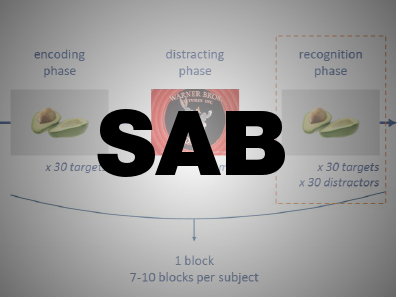 encoding
phase
distracting
phase
recognition
phase
WARNER BROS
SAB
x 30 targets
x 30 targets
x 30 distractors
1 block
7-10 blocks per subject